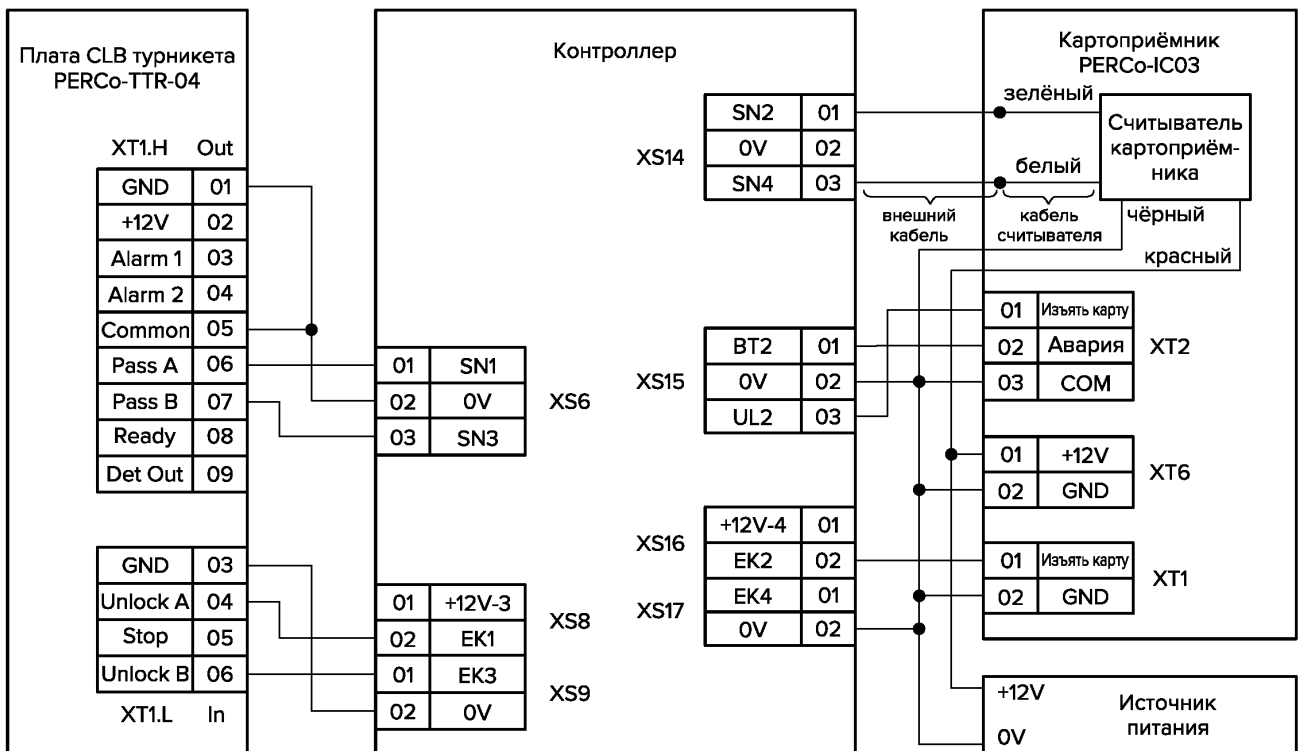 Плата CLB турникета
PERCo-TTR-04
XT1.H Out
GND 01
+12V 02
Alarm 1 03
Alarm 2 04
Common 05
Pass A 06
Pass B 07
Ready 08
Det Out 09
GND 03
Unlock A 04
Stop 05
Unlock B 06
XT1.L In
Контроллер
01 SN1
02 0V
03 SN3
XS6
01 +12V-3
02 EK1
XS8
01 EK3
02 0V
XS9
XS14
SN2 01
0V 02
SN4 03
XS15
BT2 01
0V 02
UL2 03
XS16
+12V-4 01
EK2 02
XS17
EK4 01
0V 02
внешний
кабель
кабель
считывателя
Картоприёмник
PERCo-IC03
зелёный
белый
Считыватель
картоприём-
ника
чёрный
красный
01 Изъять карту
02 Авария
03 COM
XT2
01 +12V
02 GND
XT6
01 Изъять карту
02 GND
XT1
+12V
0V
Источник
питания